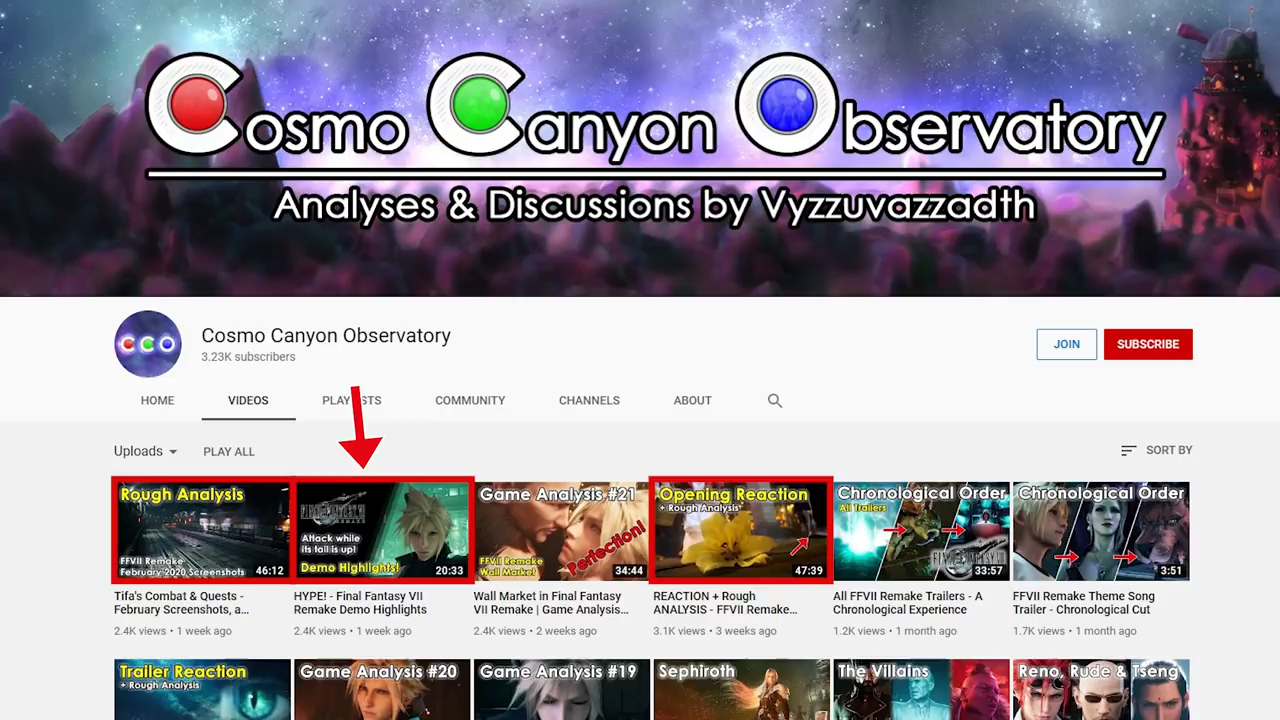 Cosmo Canyon Observatory
Analyses & Discussions by Vyzzuvazzadth
CCO
Cosmo Canyon Observatory
3.23K subscribers
JOIN
SUBSCRIBE
HOME
VIDEOS
PLAYLISTS
COMMUNITY
CHANNELS
ABOUT
Uploads
PLAY ALL
SORT BY
Rough Analysis
FFVII Remake
February 2020 Screenshots
46:12
FINAL FANTASY VII
REMAKE
Attack while
its tail is up!
Demo Highlights!
20:33
Game Analysis #21
Perfection!
FFVII Remake
Wall Market
34:44
Opening Reaction
+ Rough Analysis
47:39
Chronological Order
All Trailers
FINAL FANTASY VII
33:57
Chronological Order
3:51
Tifa's Combat & Quests -
February Screenshots, a...
2.4K views • 1 week ago
HYPE! - Final Fantasy VII
Remake Demo Highlights
2.4K views • 1 week ago
Wall Market in Final Fantasy
VII Remake | Game Analysis...
2.4K views • 2 weeks ago
REACTION + Rough
ANALYSIS - FFVII Remake...
3.1K views • 3 weeks ago
All FFVII Remake Trailers - A
Chronological Experience
1.2K views • 1 month ago
FFVII Remake Theme Song
Trailer - Chronological Cut
1.7K views • 1 month ago
Trailer Reaction
+ Rough Analysis
Game Analysis #20
Game Analysis #19
Sephiroth
The Villains
Reno, Rude & Tseng